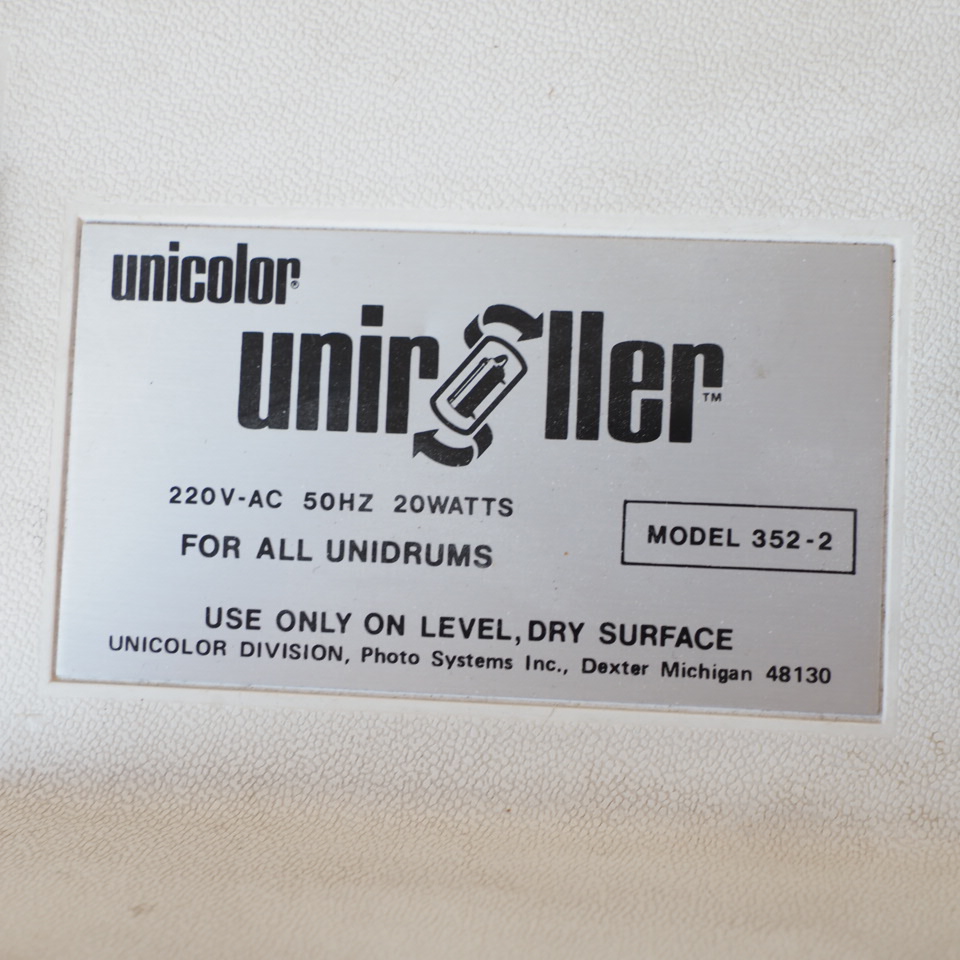 unicolor®
uniroller™
220V-AC 50HZ 20WATTS
FOR ALL UNIDRUMS
MODEL 352-2
USE ONLY ON LEVEL, DRY SURFACE
UNICOLOR DIVISION, Photo Systems Inc., Dexter Michigan 48130